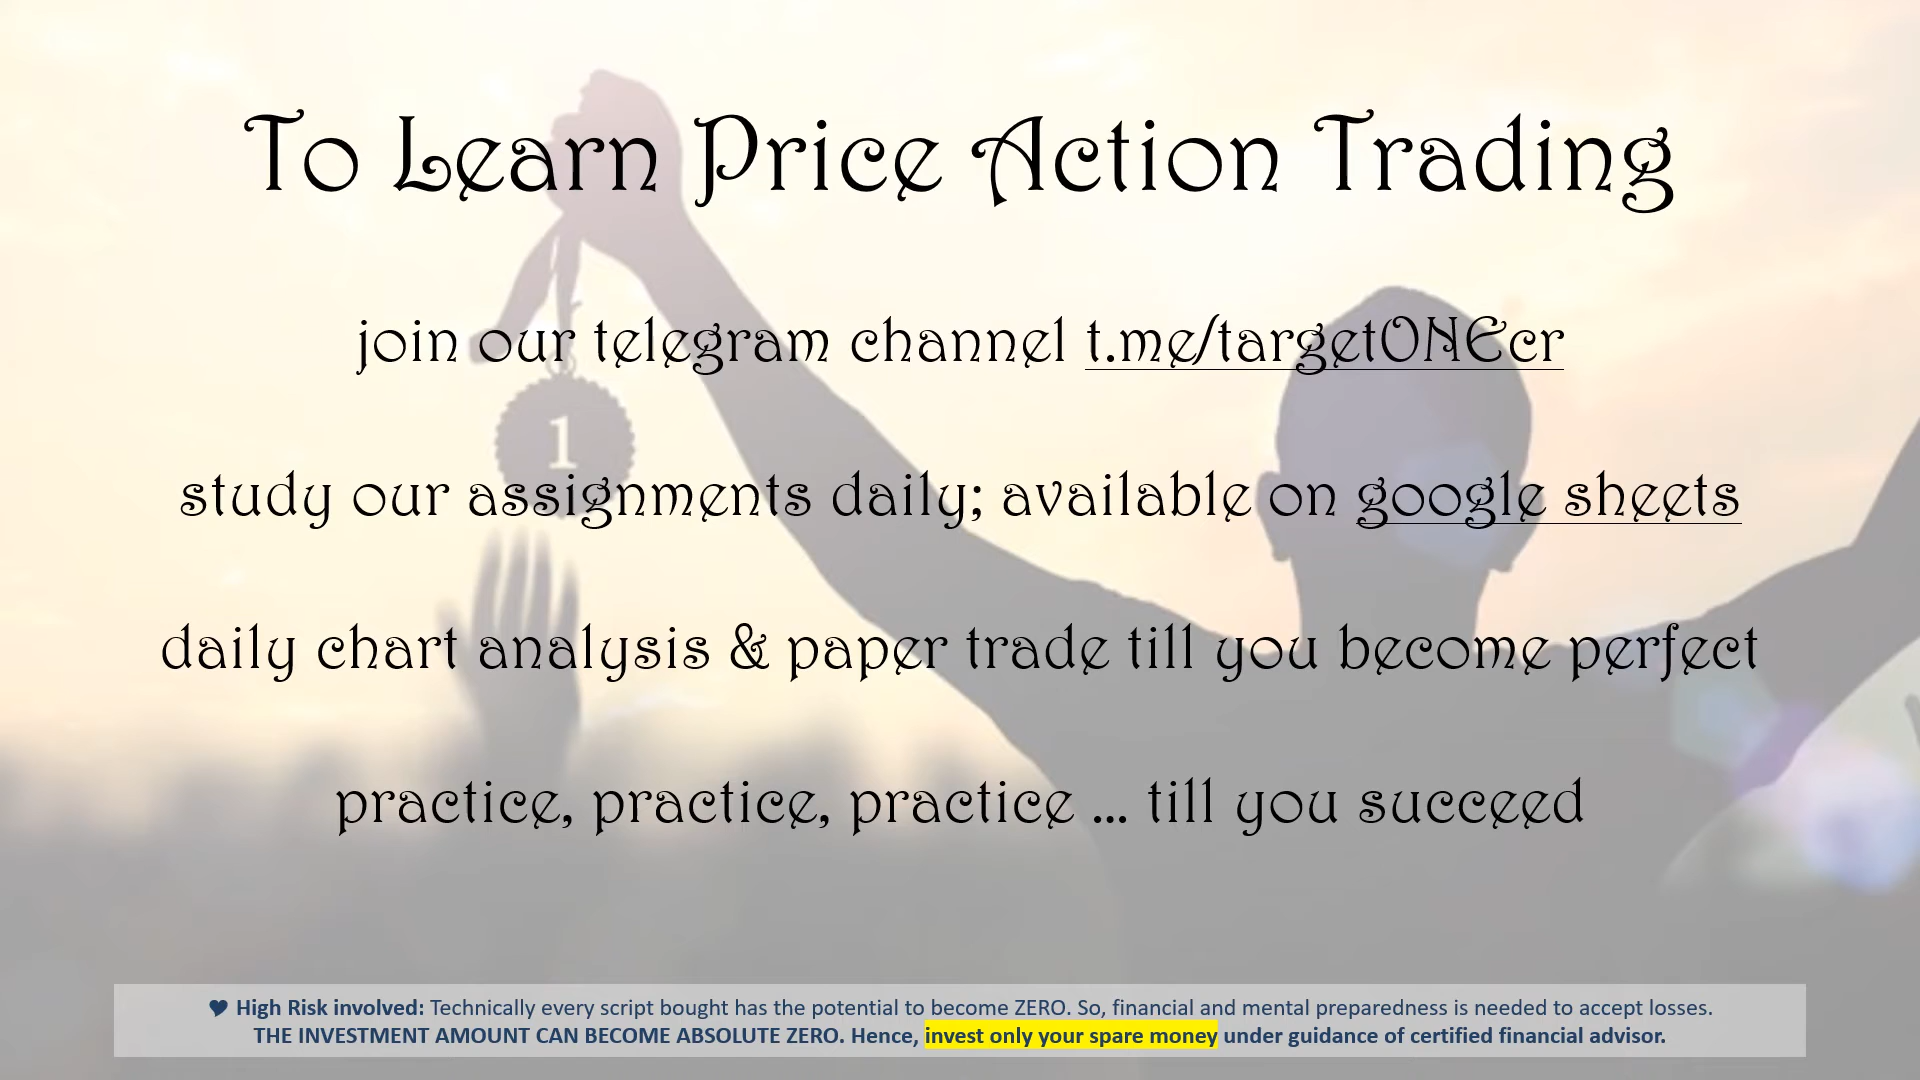 To Learn Price Action Trading
join our telegram channel t.me/targetONEcr
1
study our assignments daily; available on google sheets
daily chart analysis & paper trade till you become perfect
practice, practice, practice ... till you succeed
♥ High Risk involved: Technically every script bought has the potential to become ZERO. So, financial and mental preparedness is needed to accept losses.
THE INVESTMENT AMOUNT CAN BECOME ABSOLUTE ZERO. Hence, invest only your spare money under guidance of certified financial advisor.